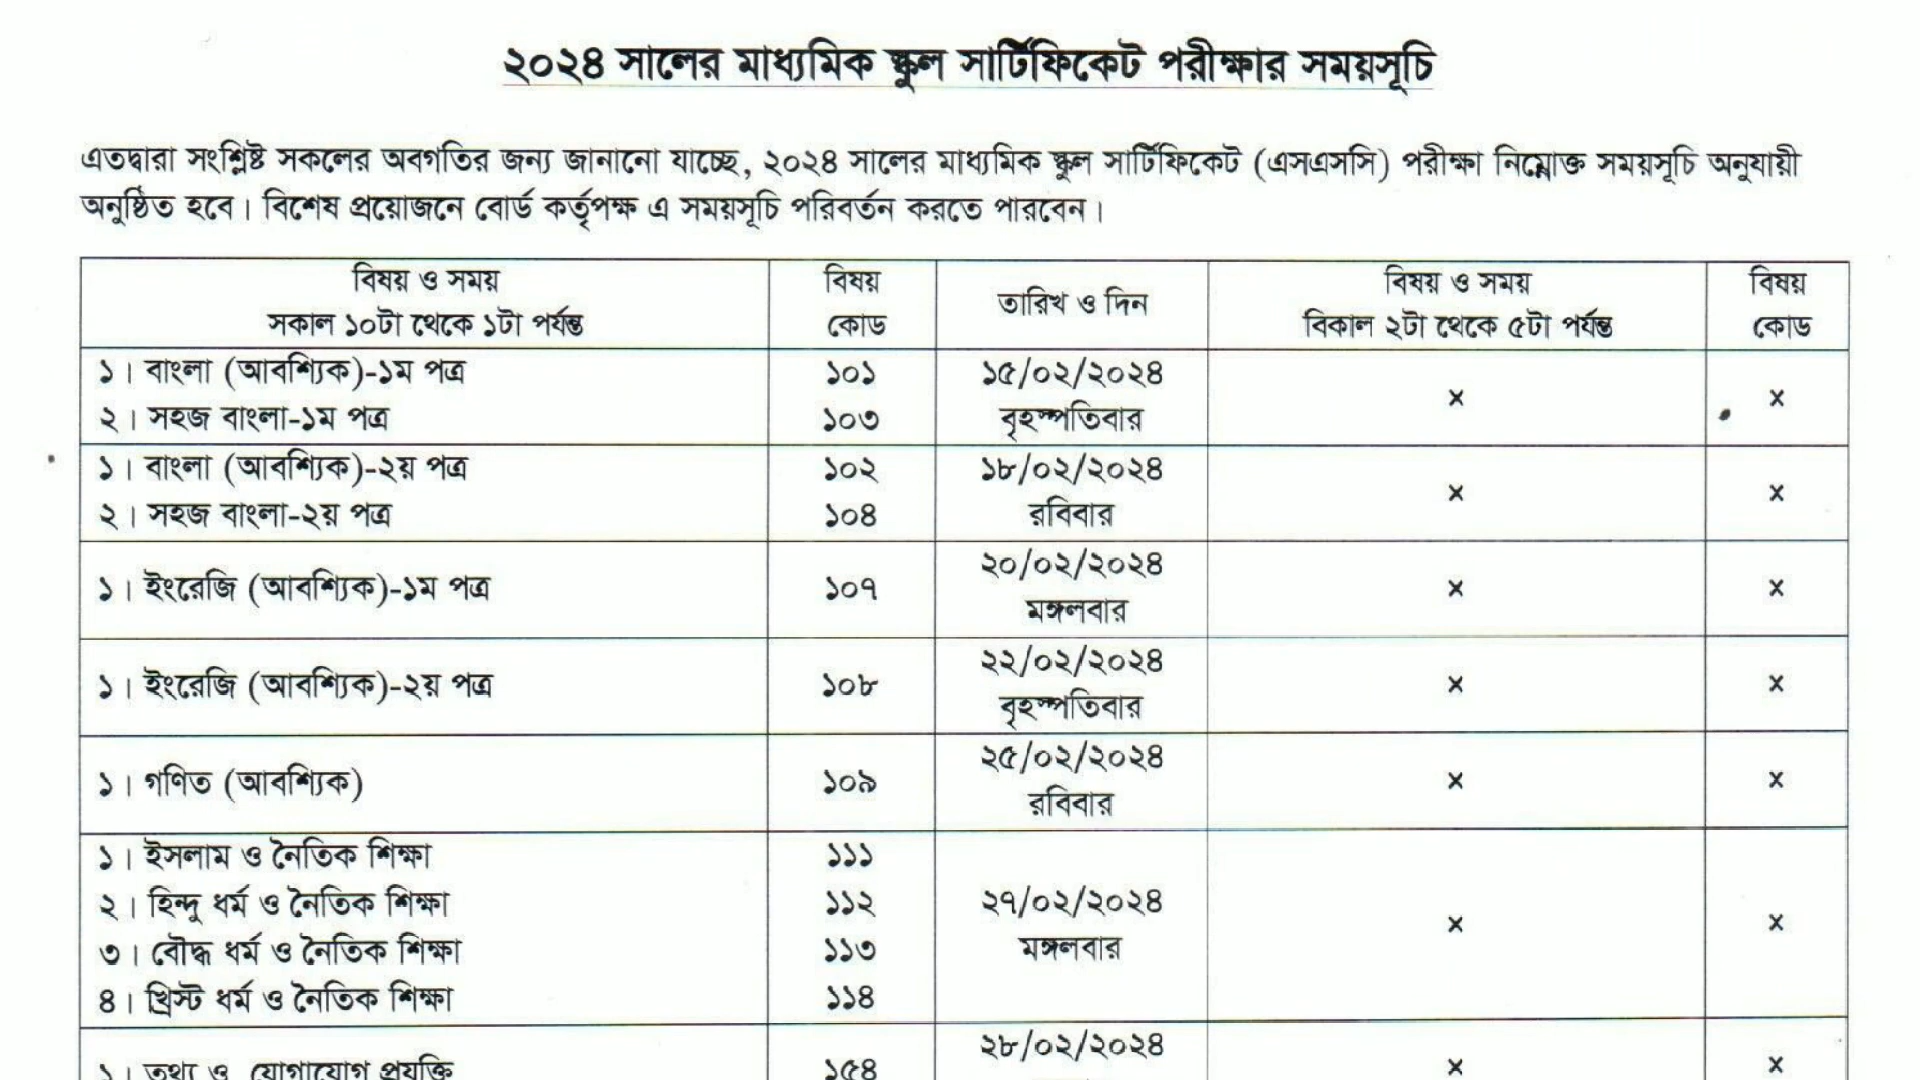 ২০২৪ সালের মাধ্যমিক স্কুল সার্টিফিকেট পরীক্ষার সময়সূচি
এতদ্বারা সংশ্লিষ্ট সকলের অবগতির জন্য জানানো যাচ্ছে, ২০২৪ সালের মাধ্যমিক স্কুল সার্টিফিকেট (এসএসসি) পরীক্ষা নিম্নোক্ত সময়সূচি অনুযায়ী
অনুষ্ঠিত হবে। বিশেষ প্রয়োজনে বোর্ড কর্তৃপক্ষ এ সময়সূচি পরিবর্তন করতে পারবেন।
বিষয় ও সময় বিষয় তারিখ ও দিন বিষয় ও সময় বিষয়
সকাল ১০টা থেকে ১টা পর্যন্ত কোড বিকাল ২টা থেকে ৫টা পর্যন্ত কোড
১। বাংলা (আবশ্যিক)-১ম পত্র ১০১ ১৫/০২/২০২৪ × ×
২। সহজ বাংলা-১ম পত্র ১০৩ বৃহস্পতিবার
১। বাংলা (আবশ্যিক)-২য় পত্র ১০২ ১৮/০২/২০২৪ × ×
২। সহজ বাংলা-২য় পত্র ১০৪ রবিবার
১। ইংরেজি (আবশ্যিক)-১ম পত্র ১০৭ ২০/০২/২০২৪ × ×
মঙ্গলবার
১। ইংরেজি (আবশ্যিক)-২য় পত্র ১০৮ ২২/০২/২০২৪ × ×
বৃহস্পতিবার
১। গণিত (আবশ্যিক) ১০৯ ২৫/০২/২০২৪ × ×
রবিবার
১। ইসলাম ও নৈতিক শিক্ষা ১১১
২। হিন্দু ধর্ম ও নৈতিক শিক্ষা ১১২ ২৭/০২/২০২৪ × ×
৩। বৌদ্ধ ধর্ম ও নৈতিক শিক্ষা ১১৩ মঙ্গলবার
৪। খ্রিস্ট ধর্ম ও নৈতিক শিক্ষা ১১৪
২৮/০২/২০২৪
১। তথ্য ও যোগাযোগ প্রযুক্তি ১৫৪ × ×